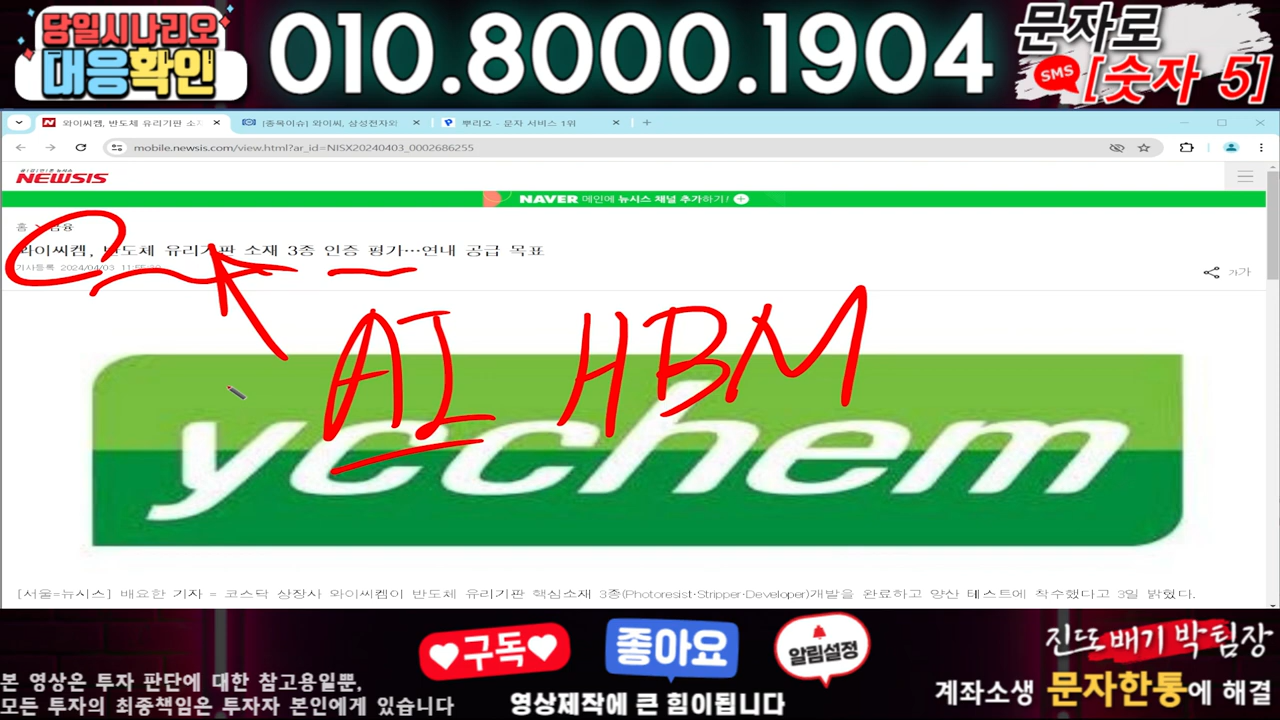 당일시나리오
대응확인
010.8000.1904
문자로
SMS
[숫자 5]
와이씨켐, 반도체 유리기판 소재
[종목이슈] 와이씨, 삼성전자와
뿌리오 - 문자 서비스 1위
mobile.newsis.com/view.html?ar_id=NISX20240403_0002686255
NEWSIS
NAVER 메인에 뉴시스 채널 추가하기!
홈 금융
와이씨켐, 반도체 유리기판 소재 3종 인증 평가…연내 공급 목표
기사등록 2024/04/03
가가
AI HBM
ycchem
[서울=뉴시스] 배요한 기자 = 코스닥 상장사 와이씨켐이 반도체 유리기판 핵심소재 3종(Photoresist·Stripper·Developer)개발을 완료하고 양산 테스트에 착수했다고 3일 밝혔다.
구독
좋아요
알림설정
진또배기 박팀장
본 영상은 투자 판단에 대한 참고용일뿐,
모든 투자의 최종책임은 투자자 본인에게 있습니다
영상제작에 큰 힘이됩니다
계좌소생 문자한통에 해결